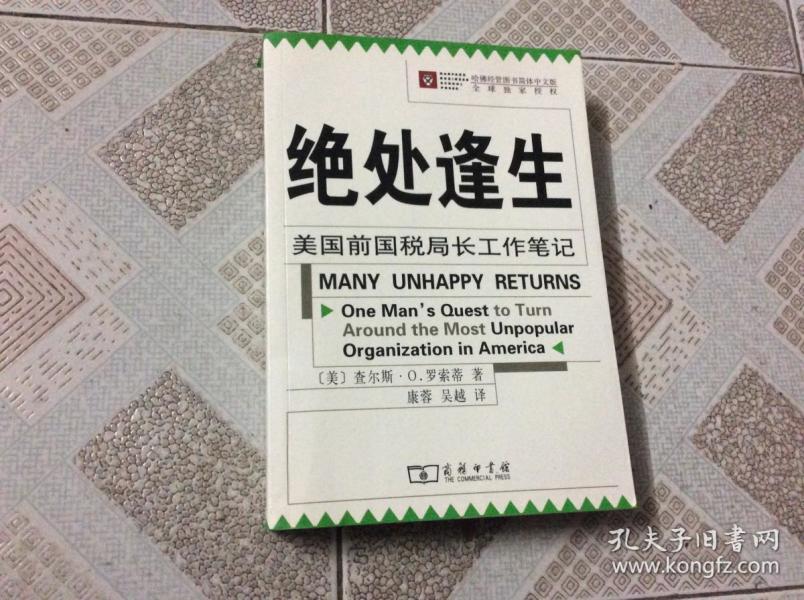 哈佛经管图书简体中文版
全球独家授权
绝处逢生
美国前国税局长工作笔记
MANY UNHAPPY RETURNS
One Man's Quest to Turn
Around the Most Unpopular
Organization in America
〔美〕查尔斯·O.罗索蒂 著
康蓉 吴越 译
商务印书馆
THE COMMERCIAL PRESS
孔夫子旧书网
www.kongfz.com